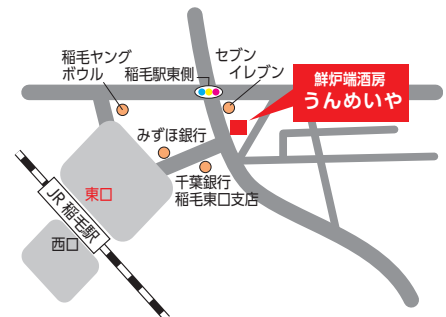 稲毛ヤング
ボウル
稲毛駅東側
セブン
イレブン
鮮炉端酒房
うんめいや
みずほ銀行
千葉銀行
稲毛東口支店
東口
JR 稲毛駅
西口